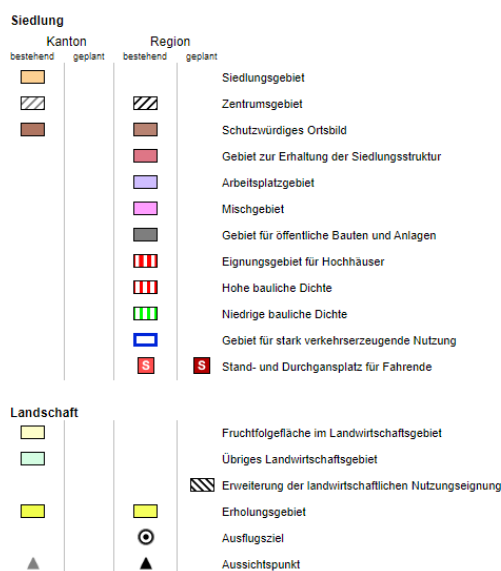 Siedlung
Kanton Region
bestehend geplant bestehend geplant
Siedlungsgebiet
Zentrumsgebiet
Schutzwürdiges Ortsbild
Gebiet zur Erhaltung der Siedlungsstruktur
Arbeitsplatzgebiet
Mischgebiet
Gebiet für öffentliche Bauten und Anlagen
Eignungsgebiet für Hochhäuser
Hohe bauliche Dichte
Niedrige bauliche Dichte
Gebiet für stark verkehrserzeugende Nutzung
S S Stand- und Durchgansplatz für Fahrende
Landschaft
Fruchtfolgefläche im Landwirtschaftsgebiet
Übriges Landwirtschaftsgebiet
Erweiterung der landwirtschaftlichen Nutzungseignung
Erholungsgebiet
Ausflugsziel
Aussichtspunkt